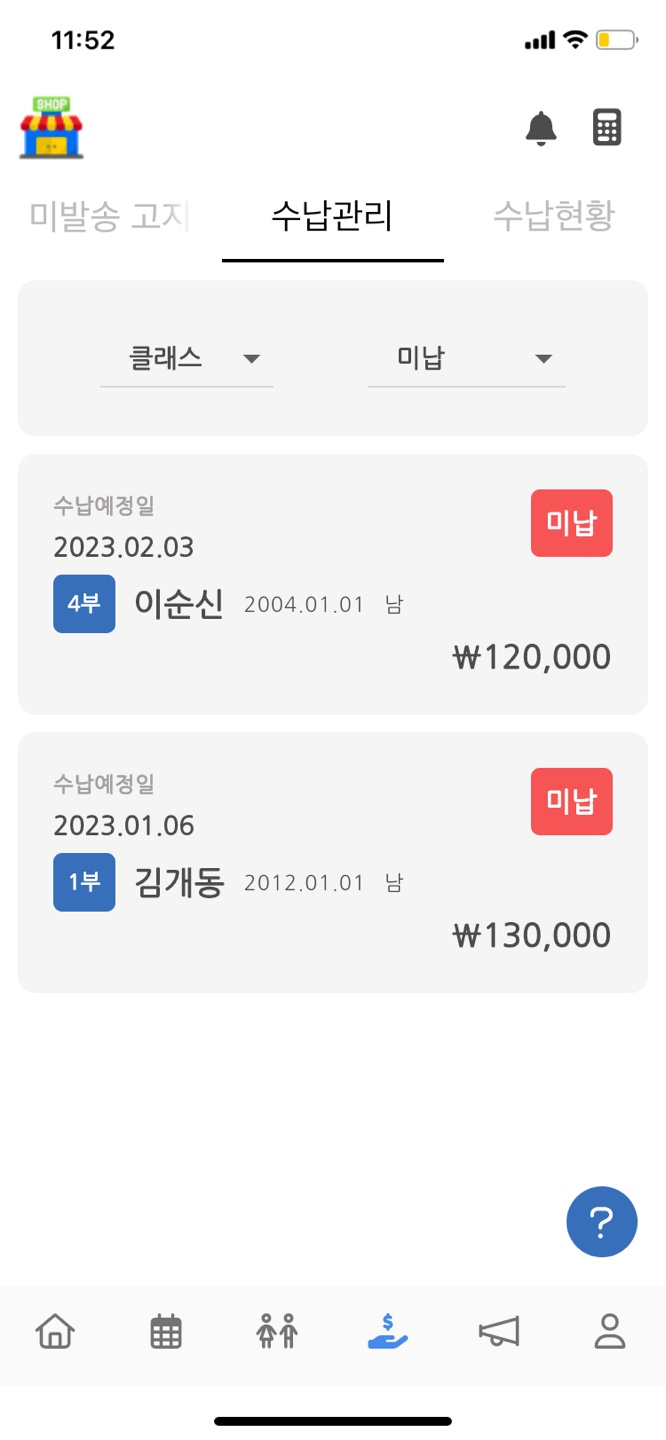 11:52
SHOP
미발송 고지
수납관리
수납현황
클래스
미납
수납예정일
미납
2023.02.03
4부 이순신 2004.01.01 남
₩120,000
수납예정일
미납
2023.01.06
1부 김개동 2012.01.01 남
₩130,000
?
$